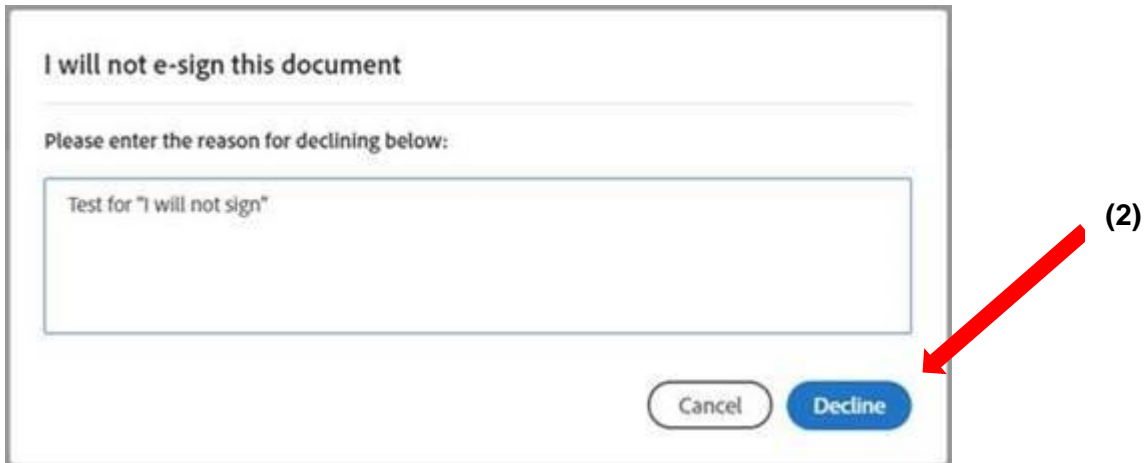 I will not e-sign this document
Please enter the reason for declining below:
Test for "I will not sign"
(2)
Cancel
Decline